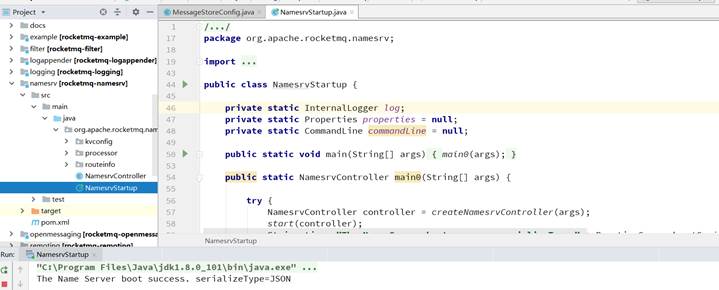 Project
MessageStoreConfig.java
NamesrvStartup.java
docs
example [rocketmq-example]
filter [rocketmq-filter]
logappender [rocketmq-logappender]
logging [rocketmq-logging]
namesrv [rocketmq-namesrv]
src
main
java
org.apache.rocketmq.nam
kvconfig
processor
routeinfo
NamesrvController
NamesrvStartup
test
target
pom.xml
openmessaging [rocketmq-openmessag
remoting [rocketmq-remoting]
1 /.../
17 package org.apache.rocketmq.namesrv;
18
19 import ...
43
44 public class NamesrvStartup {
45
46 private static InternalLogger log;
47 private static Properties properties = null;
48 private static CommandLine commandLine = null;
49
50 public static void main(String[] args) { main0(args); }
53
54 public static NamesrvController main0(String[] args) {
55
56 try {
57 NamesrvController controller = createNamesrvController(args);
58 start(controller);
NamesrvStartup
Run: NamesrvStartup
"C:\Program Files\Java\jdk1.8.0_101\bin\java.exe" ...
The Name Server boot success. serializeType=JSON